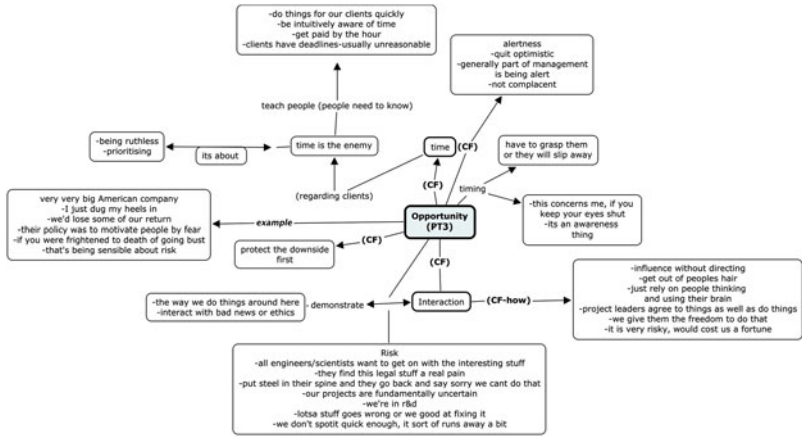 -do things for our clients quickly
-be intuitively aware of time
-get paid by the hour
-clients have deadlines-usually unreasonable
alertness
-quit optimistic
-generally part of management
is being alert
-not complacent
teach people (people need to know)
-being ruthless
-prioritising
its about
time is the enemy
time
(CF)
have to grasp them
or they will slip away
(CF)
timing
(regarding clients)
very very big American company
-I just dug my heels in
-we'd lose some of our return
-their policy was to motivate people by fear
-if you were frightened to death of going bust
-that's being sensible about risk
example
Opportunity
(PT3)
-this concerns me, if you
keep your eyes shut
-its an awareness
thing
protect the downside
first
(CF)
(CF)
-the way we do things around here
-interact with bad news or ethics
demonstrate
Interaction
(CF-how)
-influence without directing
-get out of peoples hair
-just rely on people thinking
and using their brain
-project leaders agree to things as well as do things
-we give them the freedom to do that
-it is very risky, would cost us a fortune
Risk
-all engineers/scientists want to get on with the interesting stuff
-they find this legal stuff a real pain
-put steel in their spine and they go back and say sorry we cant do that
-our projects are fundamentally uncertain
-we're in r&d
-lotsa stuff goes wrong or we good at fixing it
-we don't spotit quick enough, it sort of runs away a bit